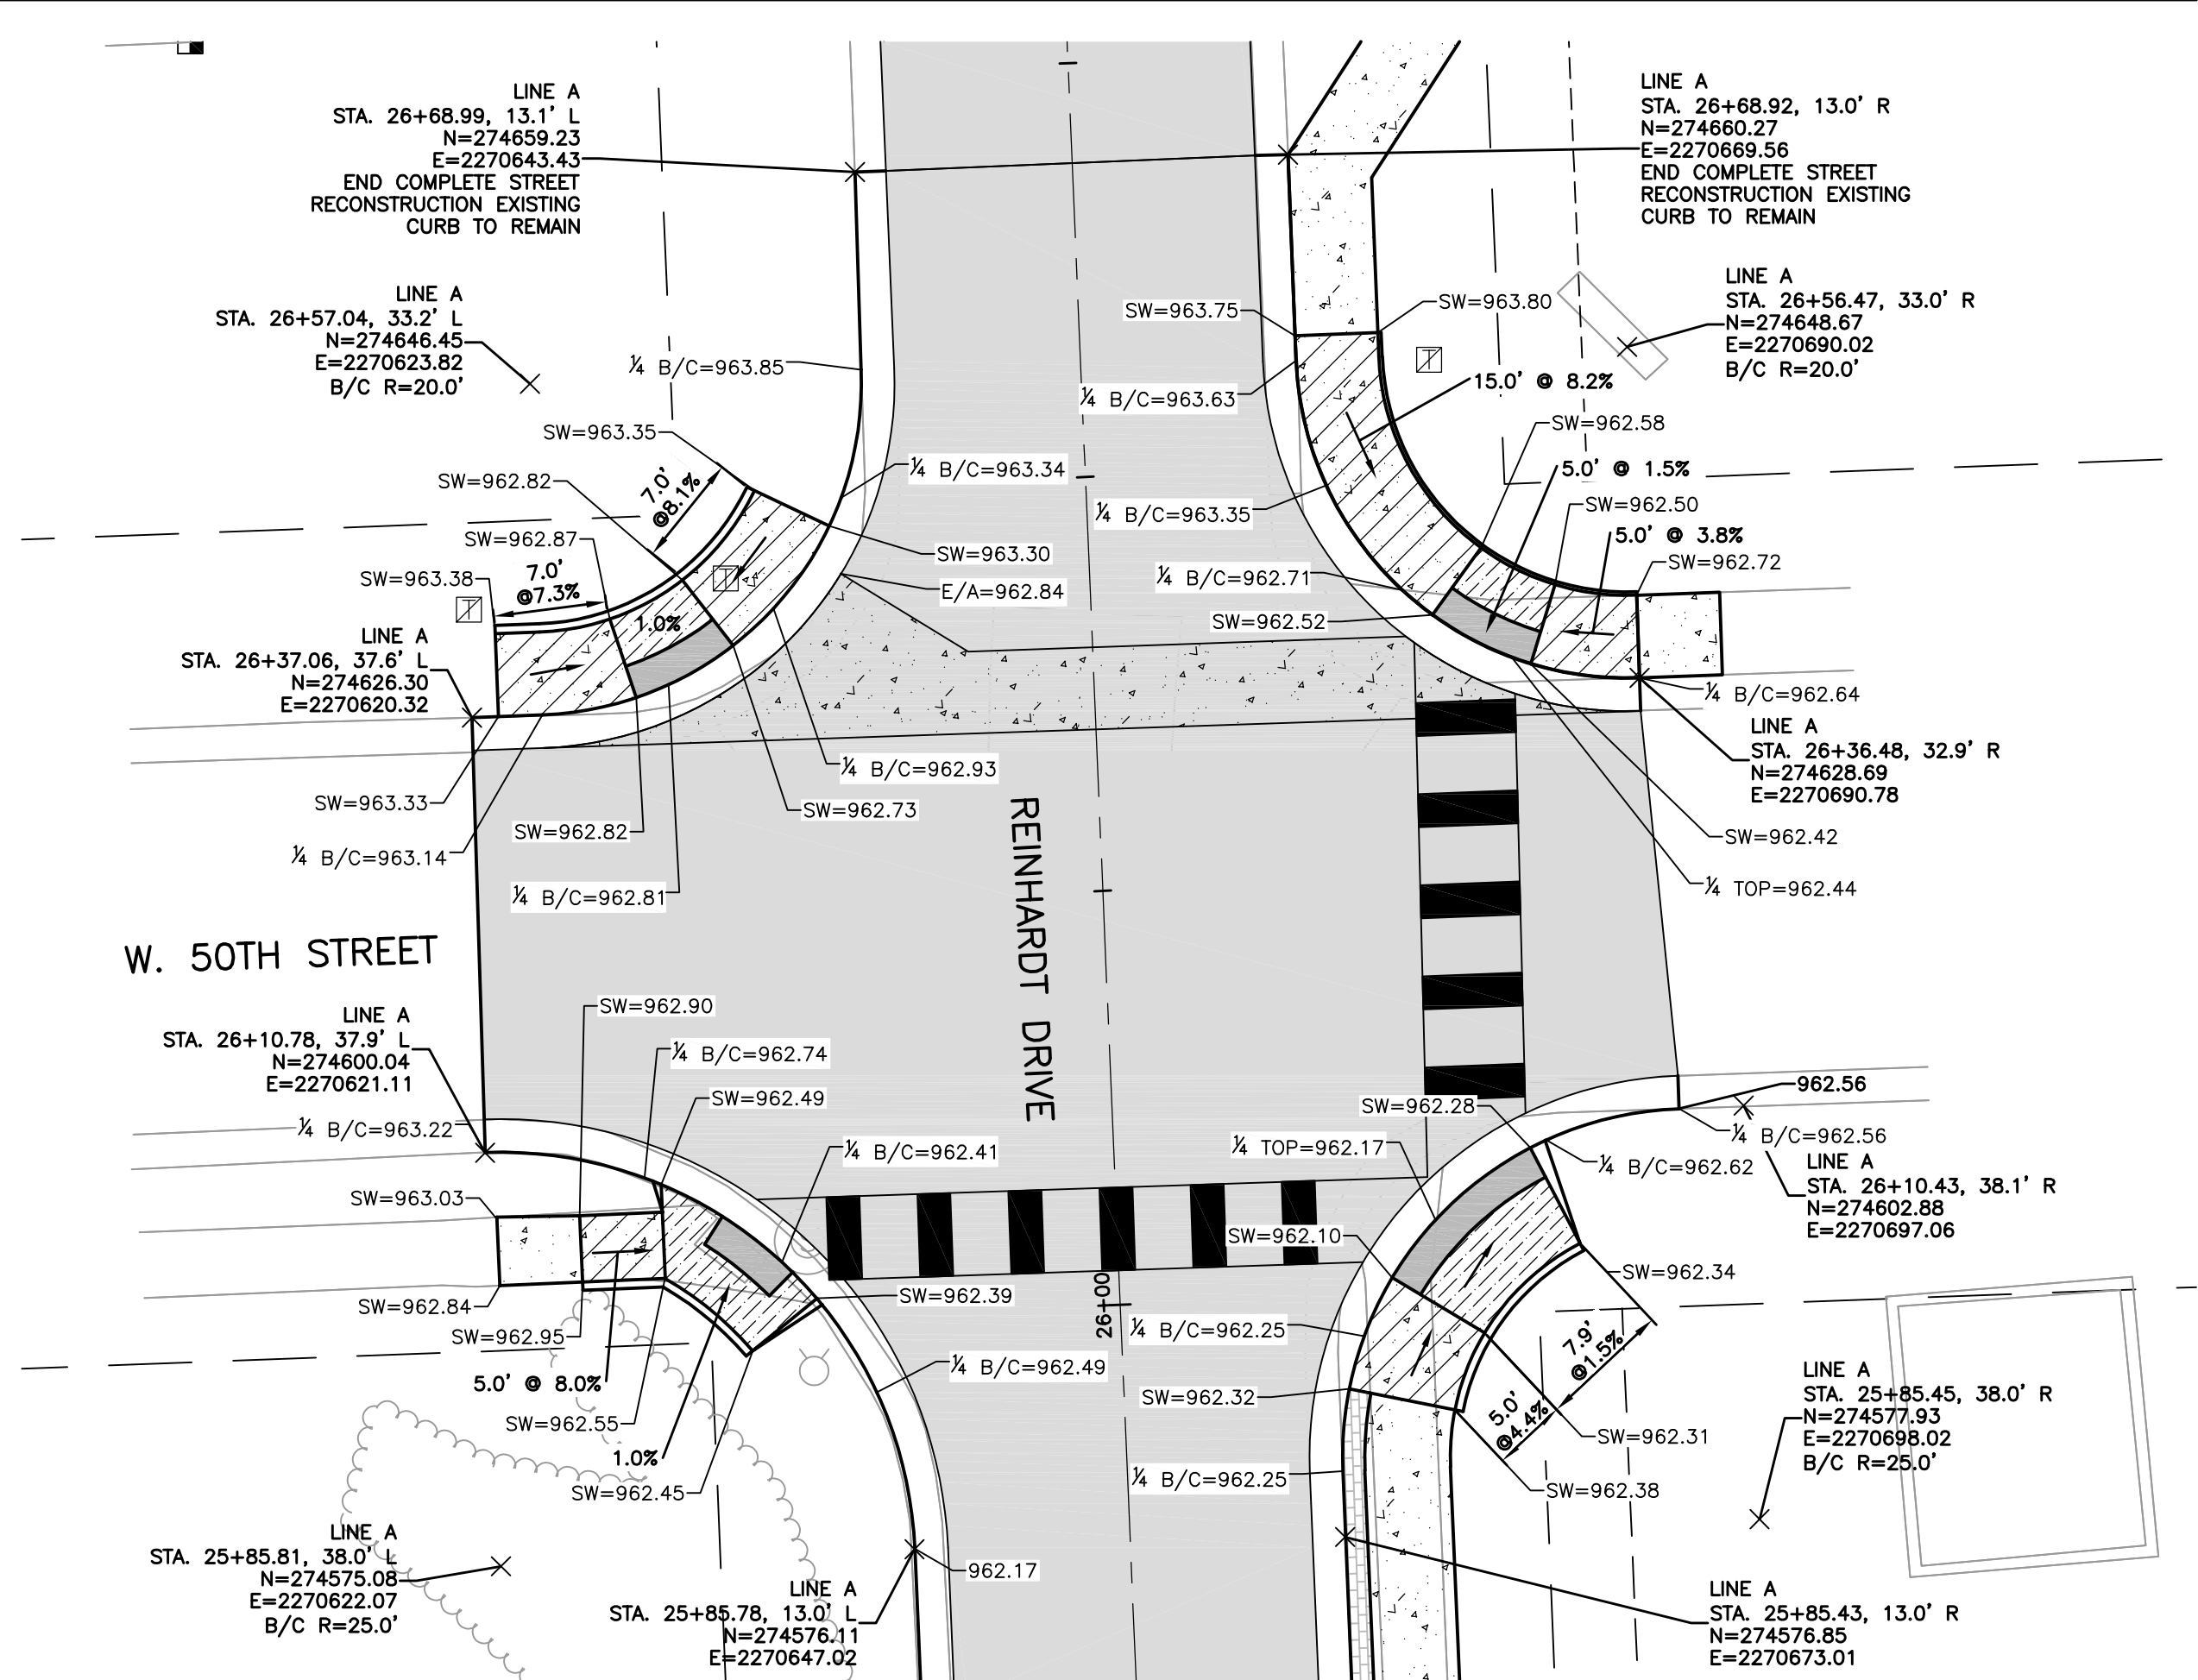 LINE A
STA. 26+68.99, 13.1' L
N=274659.23
E=2270643.43
END COMPLETE STREET
RECONSTRUCTION EXISTING
CURB TO REMAIN
LINE A
STA. 26+68.92, 13.0' R
N=274660.27
E=2270669.56
END COMPLETE STREET
RECONSTRUCTION EXISTING
CURB TO REMAIN
LINE A
STA. 26+57.04, 33.2' L
N=274646.45
E=2270623.82
B/C R=20.0'
LINE A
STA. 26+56.47, 33.0' R
N=274648.67
E=2270690.02
B/C R=20.0'
SW=963.75
SW=963.80
T
¼ B/C=963.85
¼ B/C=963.63
15.0' @ 8.2%
SW=963.35
SW=962.58
¼ B/C=963.34
5.0' @ 1.5%
SW=962.82
7.0'
@8.1%
SW=962.50
¼ B/C=963.35
5.0' @ 3.8%
SW=962.87
SW=963.30
SW=962.72
SW=963.38
7.0'
@7.3%
T
T
¼ B/C=962.71
E/A=962.84
SW=962.52
1.0%
LINE A
STA. 26+37.06, 37.6' L
N=274626.30
E=2270620.32
¼ B/C=962.64
LINE A
STA. 26+36.48, 32.9' R
N=274628.69
E=2270690.78
¼ B/C=962.93
SW=963.33
SW=962.73
SW=962.82
SW=962.42
¼ B/C=963.14
¼ TOP=962.44
¼ B/C=962.81
REINHARDT DRIVE
W. 50TH STREET
SW=962.90
LINE A
STA. 26+10.78, 37.9' L
N=274600.04
E=2270621.11
¼ B/C=962.74
962.56
SW=962.49
SW=962.28
¼ B/C=963.22
¼ B/C=962.41
¼ TOP=962.17
¼ B/C=962.56
¼ B/C=962.62
LINE A
STA. 26+10.43, 38.1' R
N=274602.88
E=2270697.06
SW=963.03
SW=962.10
SW=962.34
SW=962.39
SW=962.84
26+00
¼ B/C=962.25
SW=962.95
7.9'
@1.5%
¼ B/C=962.49
5.0' @ 8.0%
SW=962.32
5.0'
@4.4%
SW=962.55
SW=962.31
1.0%
LINE A
STA. 25+85.45, 38.0' R
N=274577.93
E=2270698.02
B/C R=25.0'
¼ B/C=962.25
SW=962.45
SW=962.38
LINE A
STA. 25+85.81, 38.0' L
N=274575.08
E=2270622.07
B/C R=25.0'
962.17
LINE A
STA. 25+85.78, 13.0' L
N=274576.11
E=2270647.02
LINE A
STA. 25+85.43, 13.0' R
N=274576.85
E=2270673.01